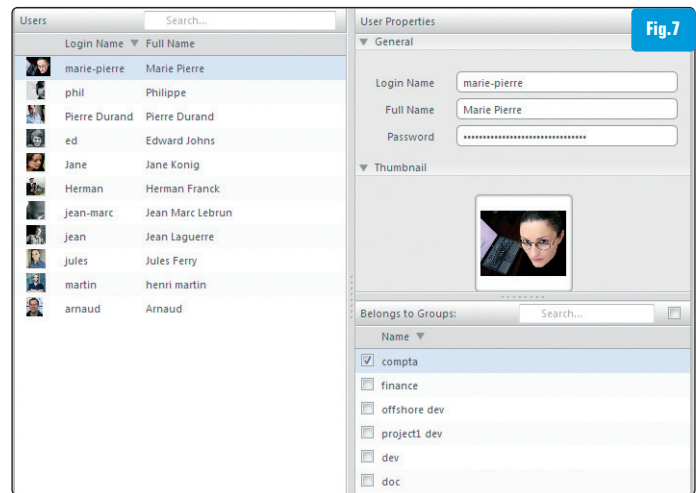 Users Search...
Login Name Full Name
marie-pierre Marie Pierre
phil Philippe
Pierre Durand Pierre Durand
ed Edward Johns
Jane Jane Konig
Herman Herman Franck
jean-marc Jean Marc Lebrun
jean Jean Laguerre
jules Jules Ferry
martin henri martin
arnaud Arnaud
User Properties
Fig.7
General
Login Name marie-pierre
Full Name Marie Pierre
Password
Thumbnail
Belongs to Groups: Search...
Name
compta
finance
offshore dev
project1 dev
dev
doc